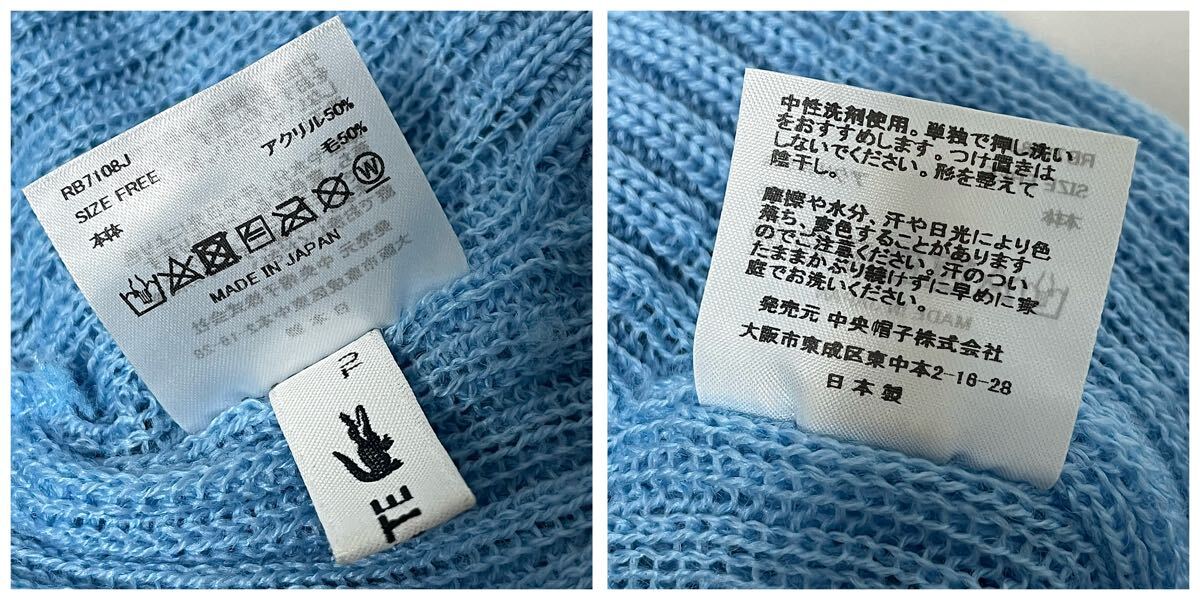 RB7108J
SIZE FREE
本体
アクリル50%
毛50%
W
MADE IN JAPAN
TE
中性洗剤使用。単独で押し洗い
をおすすめします。つけ置きは
しないでください。形を整えて
陰干し。
摩擦や水分、汗や日光により色
落ち、変色することがあります
のでご注意ください。汗のつい
たままかぶり続けずに早めに家
庭でお洗いください。
発売元 中央帽子株式会社
大阪市東成区東中本2-16-28
日本製